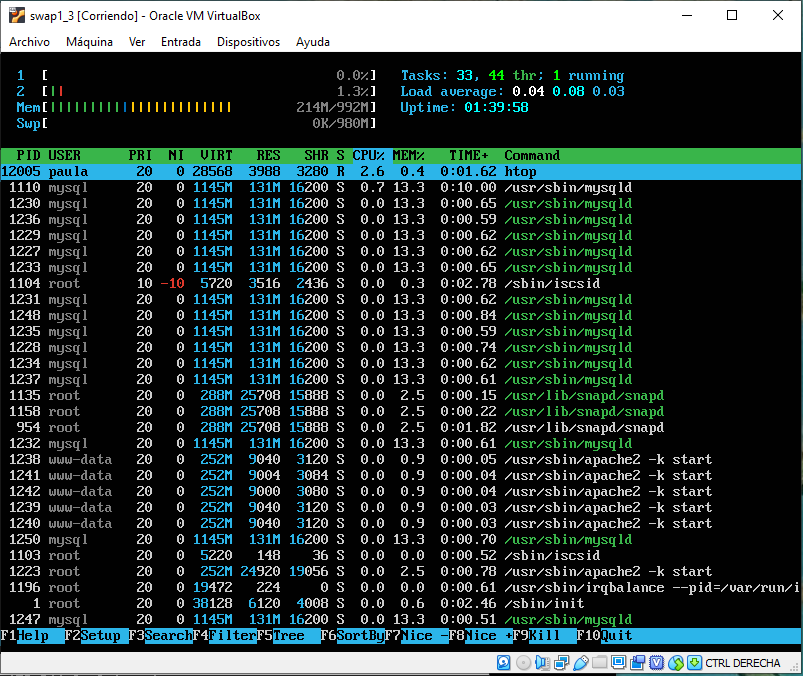 swap1_3 [Corriendo] - Oracle VM VirtualBox
Archivo Máquina Ver Entrada Dispositivos Ayuda
1 [ 0.0%] Tasks: 33, 44 thr; 1 running
2 [|| 1.3%] Load average: 0.04 0.08 0.03
Mem[||||||||||||||||||||||| 214M/992M] Uptime: 01:39:58
Swp[ 0K/980M]
PID USER PRI NI VIRT RES SHR S CPU% MEM% TIME+ Command
12005 paula 20 0 28568 3988 3280 R 2.6 0.4 0:01.62 htop
1110 mysql 20 0 1145M 131M 16200 S 0.7 13.3 0:10.00 /usr/sbin/mysqld
1230 mysql 20 0 1145M 131M 16200 S 0.0 13.3 0:00.65 /usr/sbin/mysqld
1236 mysql 20 0 1145M 131M 16200 S 0.0 13.3 0:00.59 /usr/sbin/mysqld
1229 mysql 20 0 1145M 131M 16200 S 0.0 13.3 0:00.62 /usr/sbin/mysqld
1227 mysql 20 0 1145M 131M 16200 S 0.0 13.3 0:00.62 /usr/sbin/mysqld
1233 mysql 20 0 1145M 131M 16200 S 0.0 13.3 0:00.65 /usr/sbin/mysqld
1104 root 10 -10 5720 3516 2436 S 0.0 0.3 0:02.78 /sbin/iscsid
1231 mysql 20 0 1145M 131M 16200 S 0.0 13.3 0:00.62 /usr/sbin/mysqld
1248 mysql 20 0 1145M 131M 16200 S 0.0 13.3 0:00.84 /usr/sbin/mysqld
1235 mysql 20 0 1145M 131M 16200 S 0.0 13.3 0:00.59 /usr/sbin/mysqld
1228 mysql 20 0 1145M 131M 16200 S 0.0 13.3 0:00.74 /usr/sbin/mysqld
1234 mysql 20 0 1145M 131M 16200 S 0.0 13.3 0:00.62 /usr/sbin/mysqld
1237 mysql 20 0 1145M 131M 16200 S 0.0 13.3 0:00.61 /usr/sbin/mysqld
1135 root 20 0 288M 25708 15888 S 0.0 2.5 0:00.15 /usr/lib/snapd/snapd
1158 root 20 0 288M 25708 15888 S 0.0 2.5 0:00.22 /usr/lib/snapd/snapd
954 root 20 0 288M 25708 15888 S 0.0 2.5 0:01.82 /usr/lib/snapd/snapd
1232 mysql 20 0 1145M 131M 16200 S 0.0 13.3 0:00.61 /usr/sbin/mysqld
1238 www-data 20 0 252M 9040 3120 S 0.0 0.9 0:00.05 /usr/sbin/apache2 -k start
1241 www-data 20 0 252M 9004 3084 S 0.0 0.9 0:00.04 /usr/sbin/apache2 -k start
1242 www-data 20 0 252M 9000 3080 S 0.0 0.9 0:00.04 /usr/sbin/apache2 -k start
1239 www-data 20 0 252M 9040 3120 S 0.0 0.9 0:00.03 /usr/sbin/apache2 -k start
1240 www-data 20 0 252M 9040 3120 S 0.0 0.9 0:00.03 /usr/sbin/apache2 -k start
1250 mysql 20 0 1145M 131M 16200 S 0.0 13.3 0:00.70 /usr/sbin/mysqld
1103 root 20 0 5220 148 36 S 0.0 0.0 0:00.52 /sbin/iscsid
1223 root 20 0 252M 24920 19056 S 0.0 2.5 0:00.78 /usr/sbin/apache2 -k start
1196 root 20 0 19472 224 0 S 0.0 0.0 0:00.61 /usr/sbin/irqbalance --pid=/var/run/i
1 root 20 0 38128 6120 4008 S 0.0 0.6 0:02.46 /sbin/init
1247 mysql 20 0 1145M 131M 16200 S 0.0 13.3 0:00.51 /usr/sbin/mysqld
F1Help F2Setup F3SearchF4FilterF5Tree F6SortByF7Nice -F8Nice +F9Kill F10Quit
CTRL DERECHA